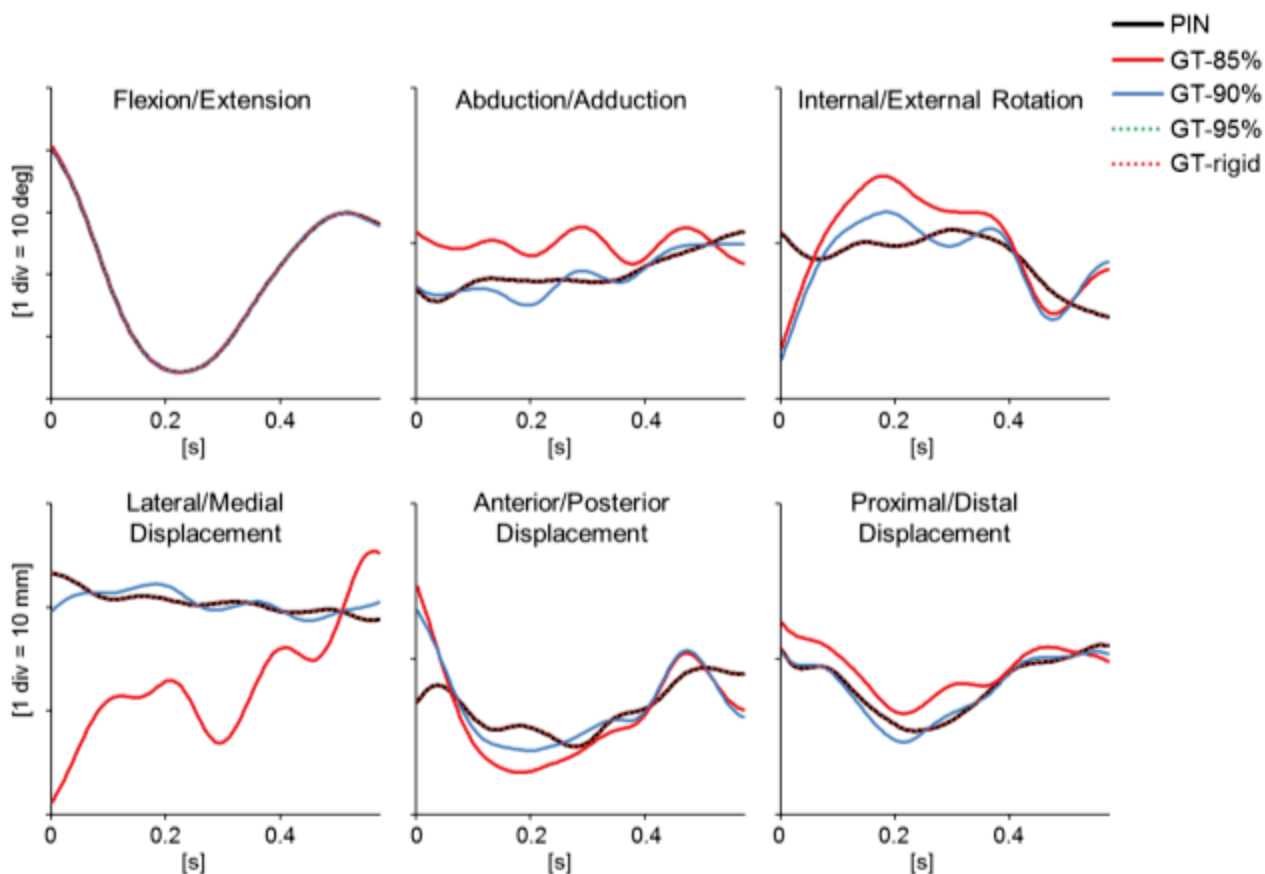 PIN
GT-85%
GT-90%
GT-95%
GT-rigid
Flexion/Extension
Abduction/Adduction
Internal/External Rotation
[1 div = 10 deg]
0 0.2 0.4
[s]
0 0.2 0.4
[s]
0 0.2 0.4
[s]
Lateral/Medial
Displacement
Anterior/Posterior
Displacement
Proximal/Distal
Displacement
[1 div = 10 mm]
0 0.2 0.4
[s]
0 0.2 0.4
[s]
0 0.2 0.4
[s]